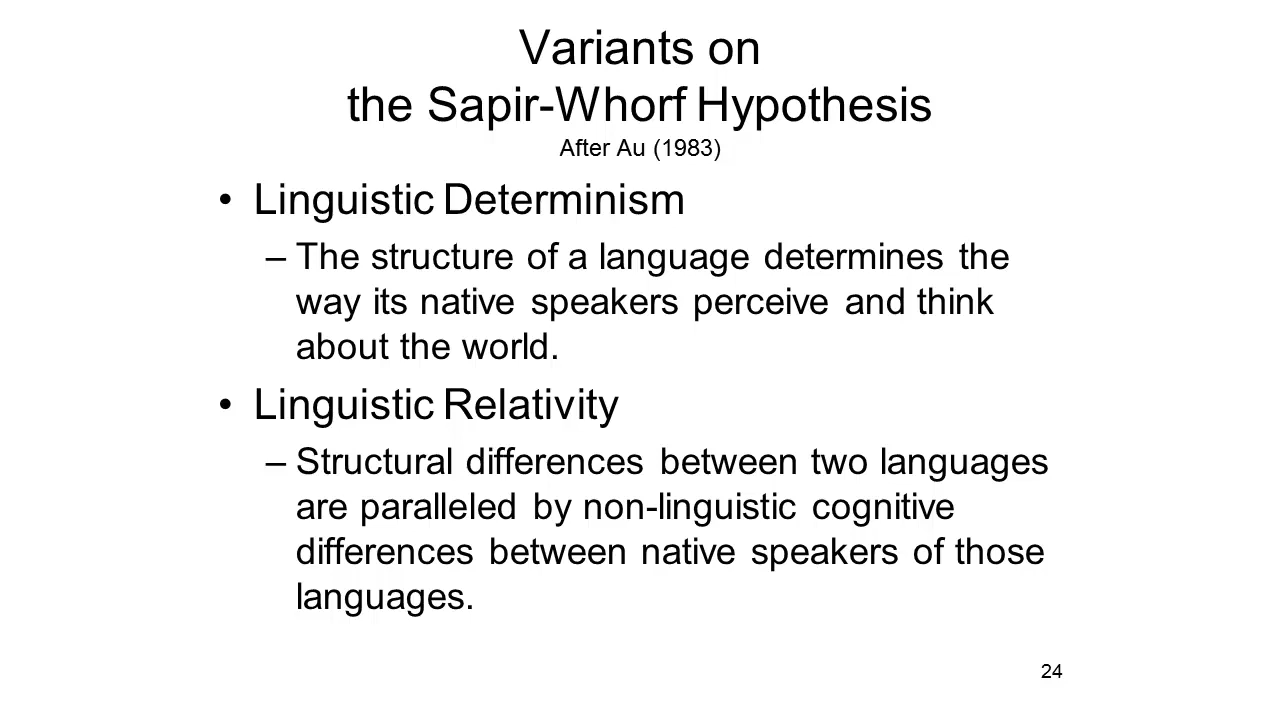 Variants on
the Sapir-Whorf Hypothesis
After Au (1983)
• Linguistic Determinism
– The structure of a language determines the
way its native speakers perceive and think
about the world.
• Linguistic Relativity
– Structural differences between two languages
are paralleled by non-linguistic cognitive
differences between native speakers of those
languages.
24